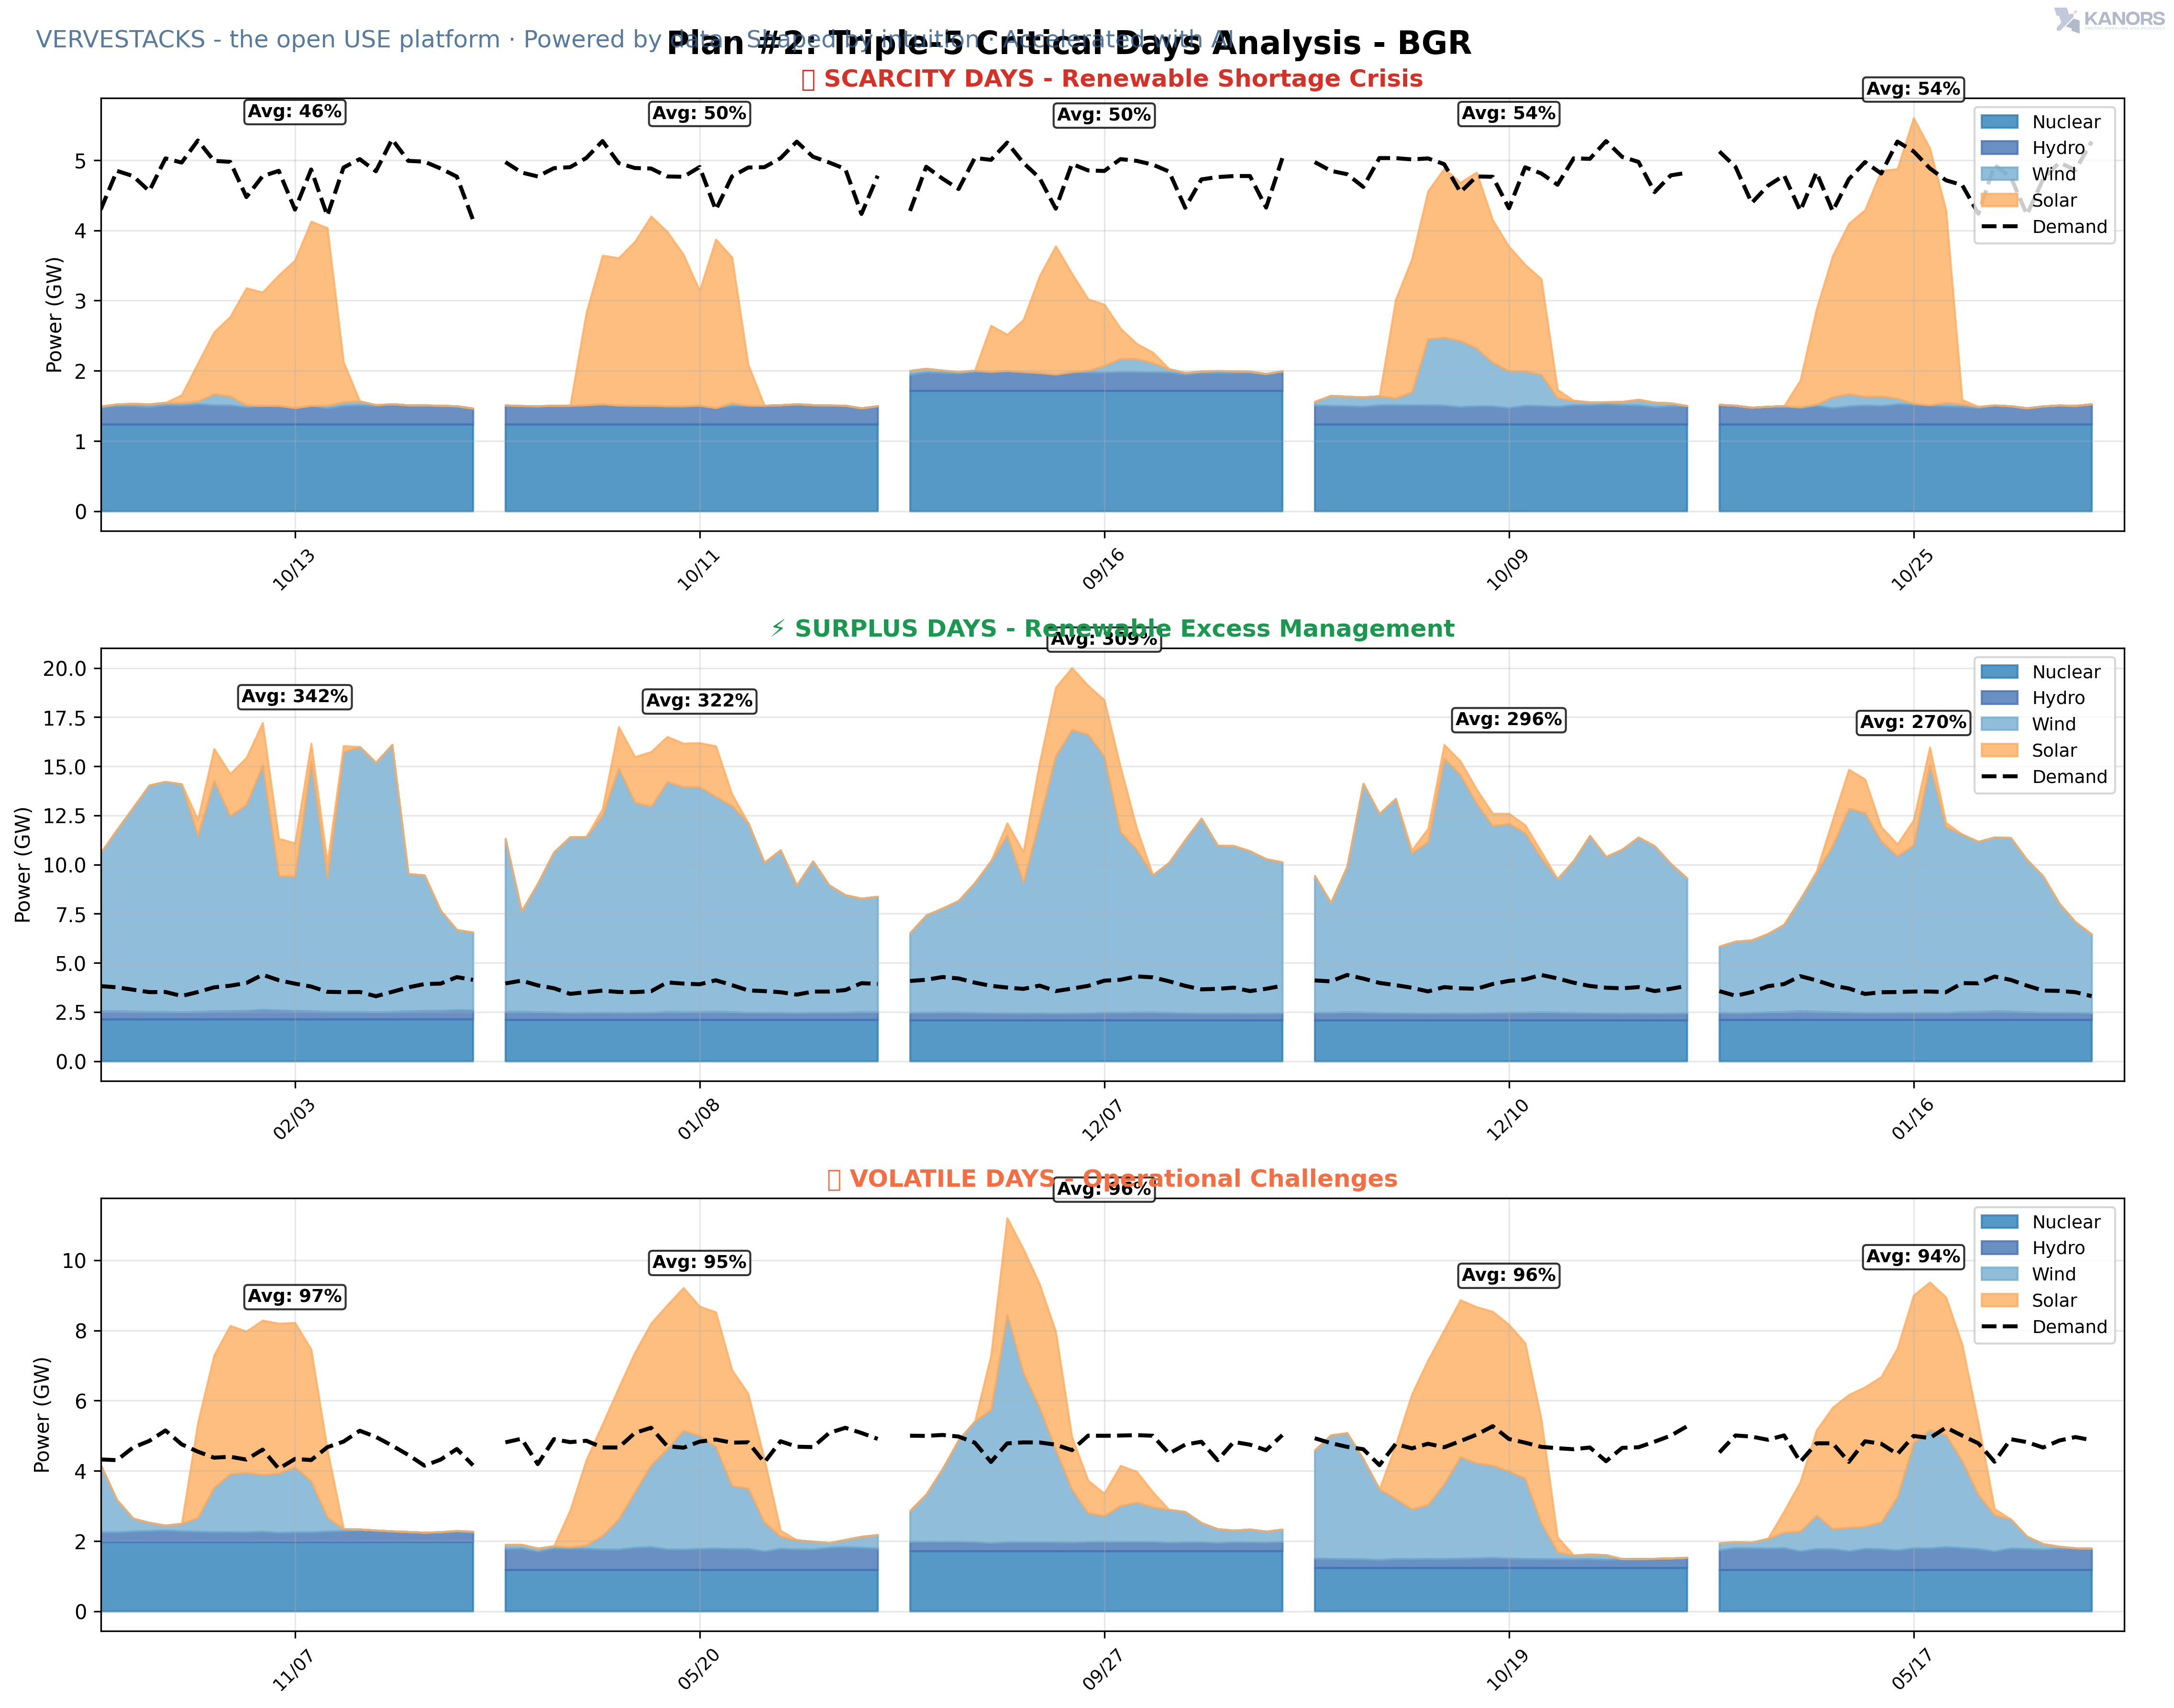 KANORS
VERVESTACKS - the open USE platform · Powered by data · Shaped by intuition · Accelerated with AI
Plan #2: Triple-5 Critical Days Analysis - BGR
SCARCITY DAYS - Renewable Shortage Crisis
Avg: 46%
Avg: 50%
Avg: 50%
Avg: 54%
Avg: 54%
Nuclear
Hydro
Wind
Solar
Demand
Power (GW)
5
4
3
2
1
0
10/13
10/11
09/16
10/09
10/25
⚡ SURPLUS DAYS - Renewable Excess Management
Avg: 342%
Avg: 322%
Avg: 309%
Avg: 296%
Avg: 270%
Nuclear
Hydro
Wind
Solar
Demand
Power (GW)
20.0
17.5
15.0
12.5
10.0
7.5
5.0
2.5
0.0
02/03
01/08
12/07
12/10
01/16
VOLATILE DAYS - Operational Challenges
Avg: 97%
Avg: 95%
Avg: 96%
Avg: 96%
Avg: 94%
Nuclear
Hydro
Wind
Solar
Demand
Power (GW)
10
8
6
4
2
0
11/07
05/20
09/27
10/19
05/17